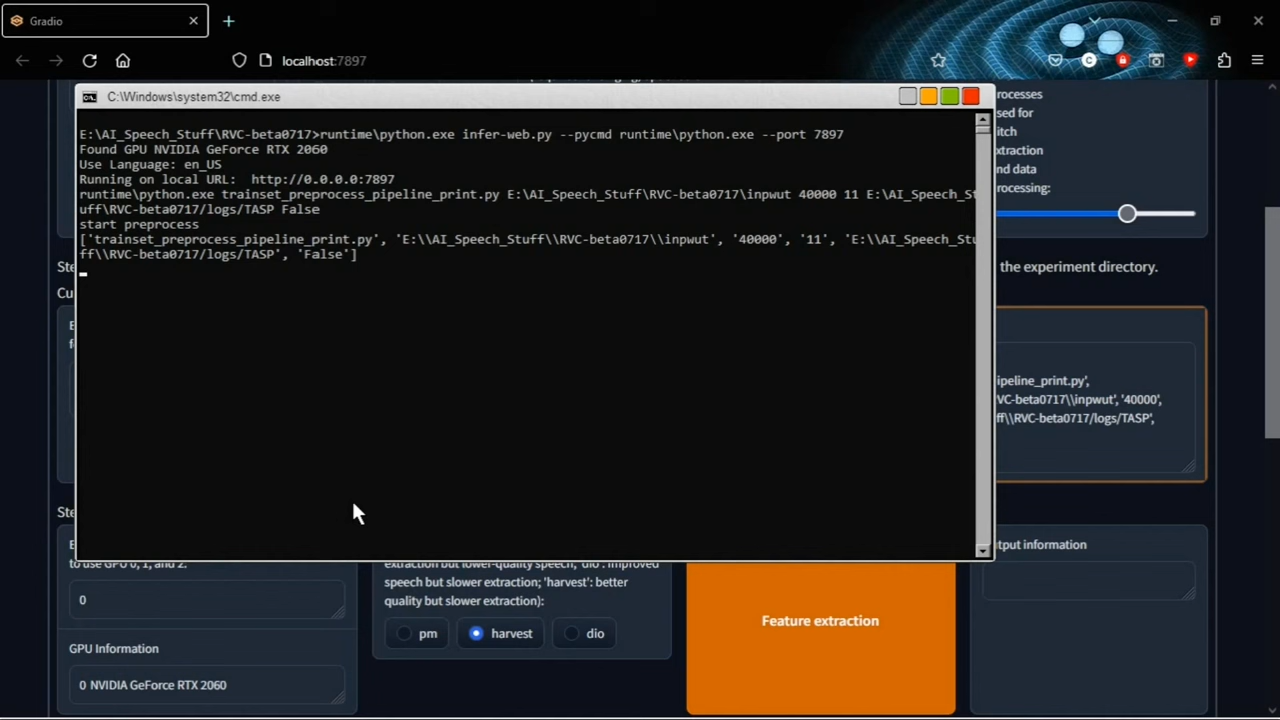 Gradio
localhost:7897
C:\Windows\system32\cmd.exe
rocesses
sed for
itch
xtraction
nd data
rocessing:
E:\AI_Speech_Stuff\RVC-beta0717>runtime\python.exe infer-web.py --pycmd runtime\python.exe --port 7897
Found GPU NVIDIA GeForce RTX 2060
Use Language: en_US
Running on local URL:  http://0.0.0.0:7897
runtime\python.exe trainset_preprocess_pipeline_print.py E:\AI_Speech_Stuff\RVC-beta0717\inpwut 40000 11 E:\AI_Speech_St
uff\RVC-beta0717/logs/TASP False
start preprocess
['trainset_preprocess_pipeline_print.py', 'E:\\AI_Speech_Stuff\\RVC-beta0717\\inpwut', '40000', '11', 'E:\\AI_Speech_Stu
ff\\RVC-beta0717/logs/TASP', 'False']
Ste
the experiment directory.
Cu
E
fo
ipeline_print.py',
VC-beta0717\\inpwut', '40000',
ff\\RVC-beta0717/logs/TASP',
Ste
E
to use GPU 0, 1, and 2:
0
GPU Information
0 NVIDIA GeForce RTX 2060
extraction but lower-quality speech; 'dio': improved
speech but slower extraction; 'harvest': better
quality but slower extraction):
pm
harvest
dio
Feature extraction
tput information